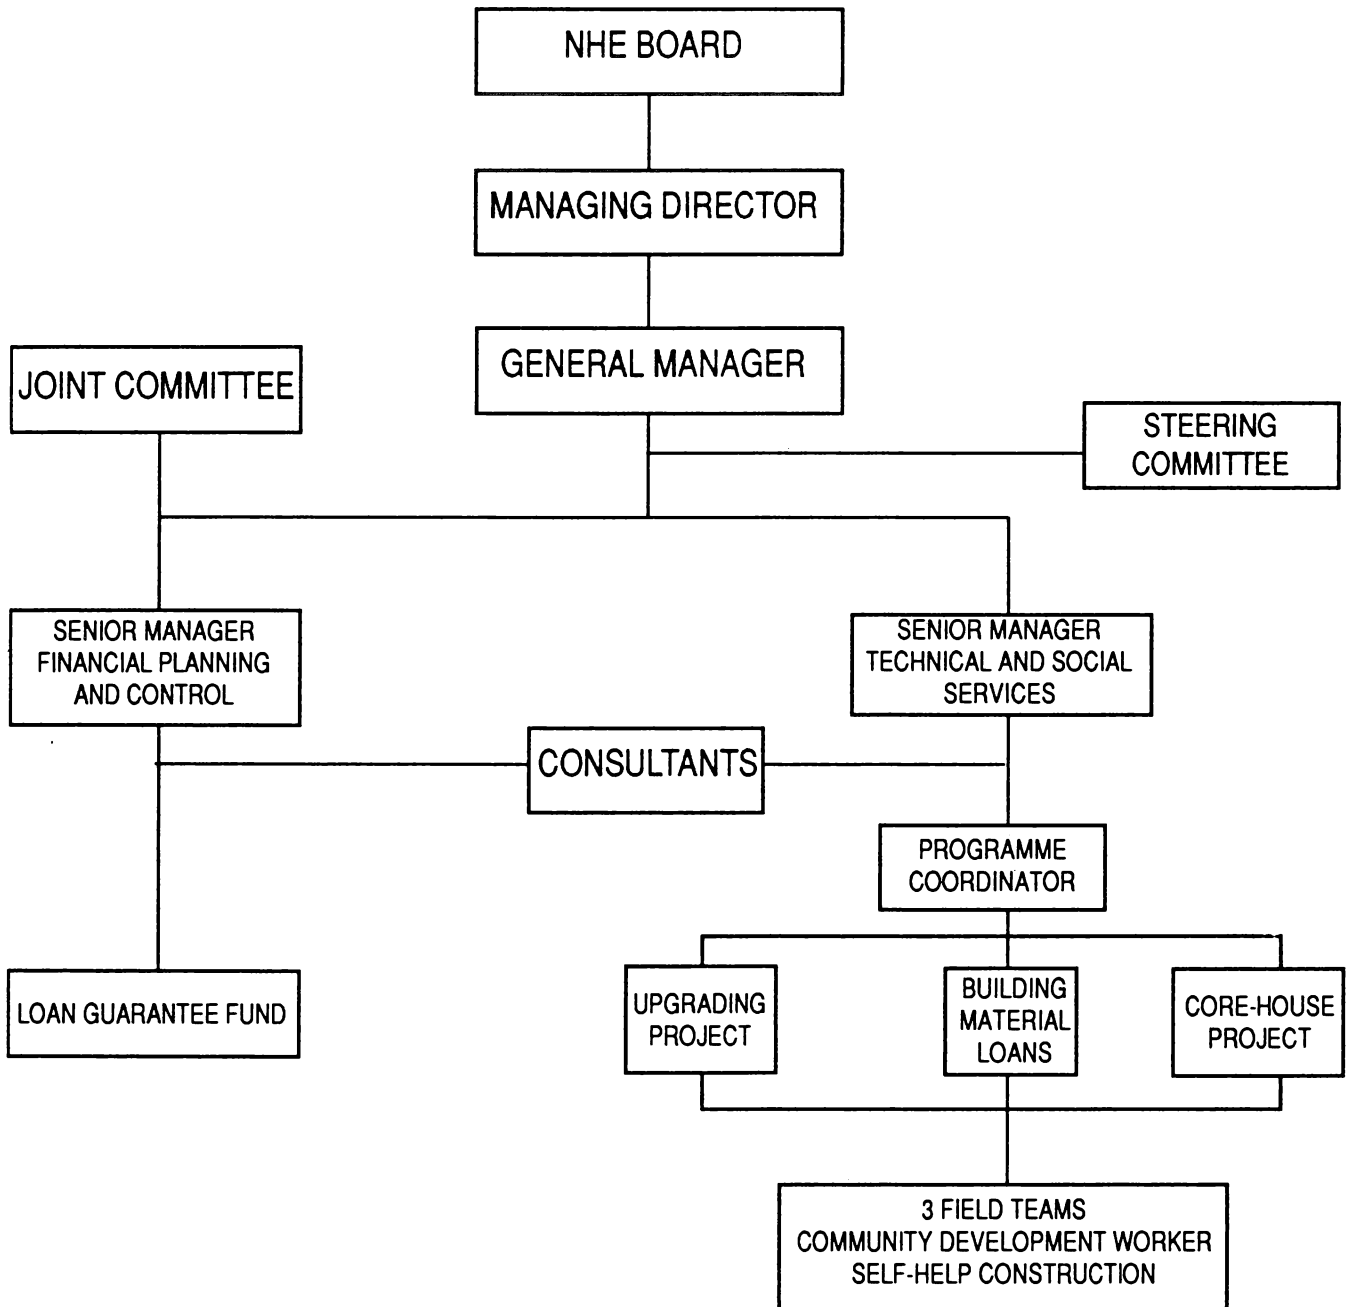 NHE BOARD
MANAGING DIRECTOR
GENERAL MANAGER
JOINT COMMITTEE
STEERING
COMMITTEE
SENIOR MANAGER
FINANCIAL PLANNING
AND CONTROL
SENIOR MANAGER
TECHNICAL AND SOCIAL
SERVICES
CONSULTANTS
PROGRAMME
COORDINATOR
LOAN GUARANTEE FUND
UPGRADING
PROJECT
BUILDING
MATERIAL
LOANS
CORE-HOUSE
PROJECT
3 FIELD TEAMS
COMMUNITY DEVELOPMENT WORKER
SELF-HELP CONSTRUCTION